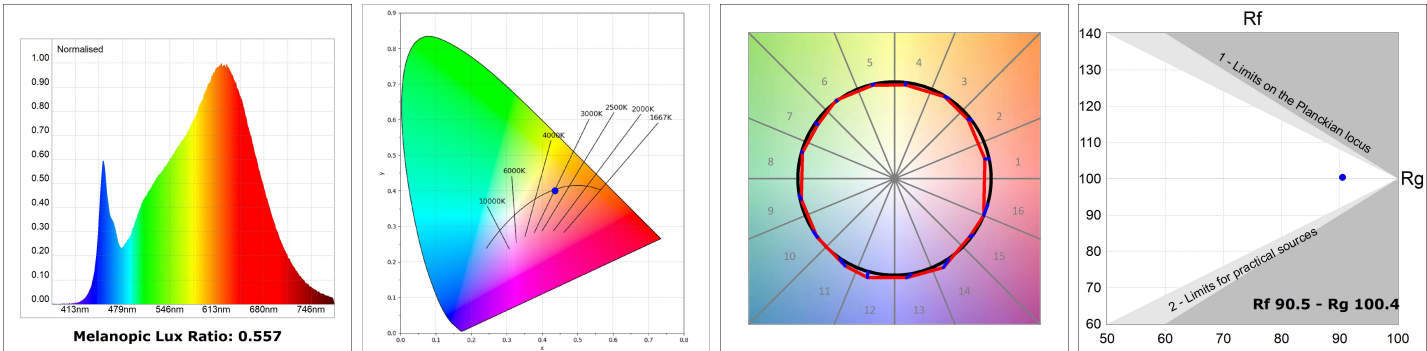 Normalised
1.00
0.90
0.80
0.70
0.60
0.50
0.40
0.30
0.20
0.10
0.00
413nm 479nm 546nm 613nm 680nm 746nm
Melanopic Lux Ratio: 0.557
0.9
0.8
0.7
0.6
0.5
0.4
0.3
0.2
0.1
0.0
y
0.0 0.1 0.2 0.3 0.4 0.5 0.6 0.7 0.8
x
10000K
6000K
4000K
3000K
2500K
2000K
1667K
1
2
3
4
5
6
7
8
9
10
11
12
13
14
15
16
Rf
140
130
120
110
100
90
80
70
60
50 60 70 80 90 100
Rg
1 - Limits on the Planckian locus
2 - Limits for practical sources
Rf 90.5 - Rg 100.4